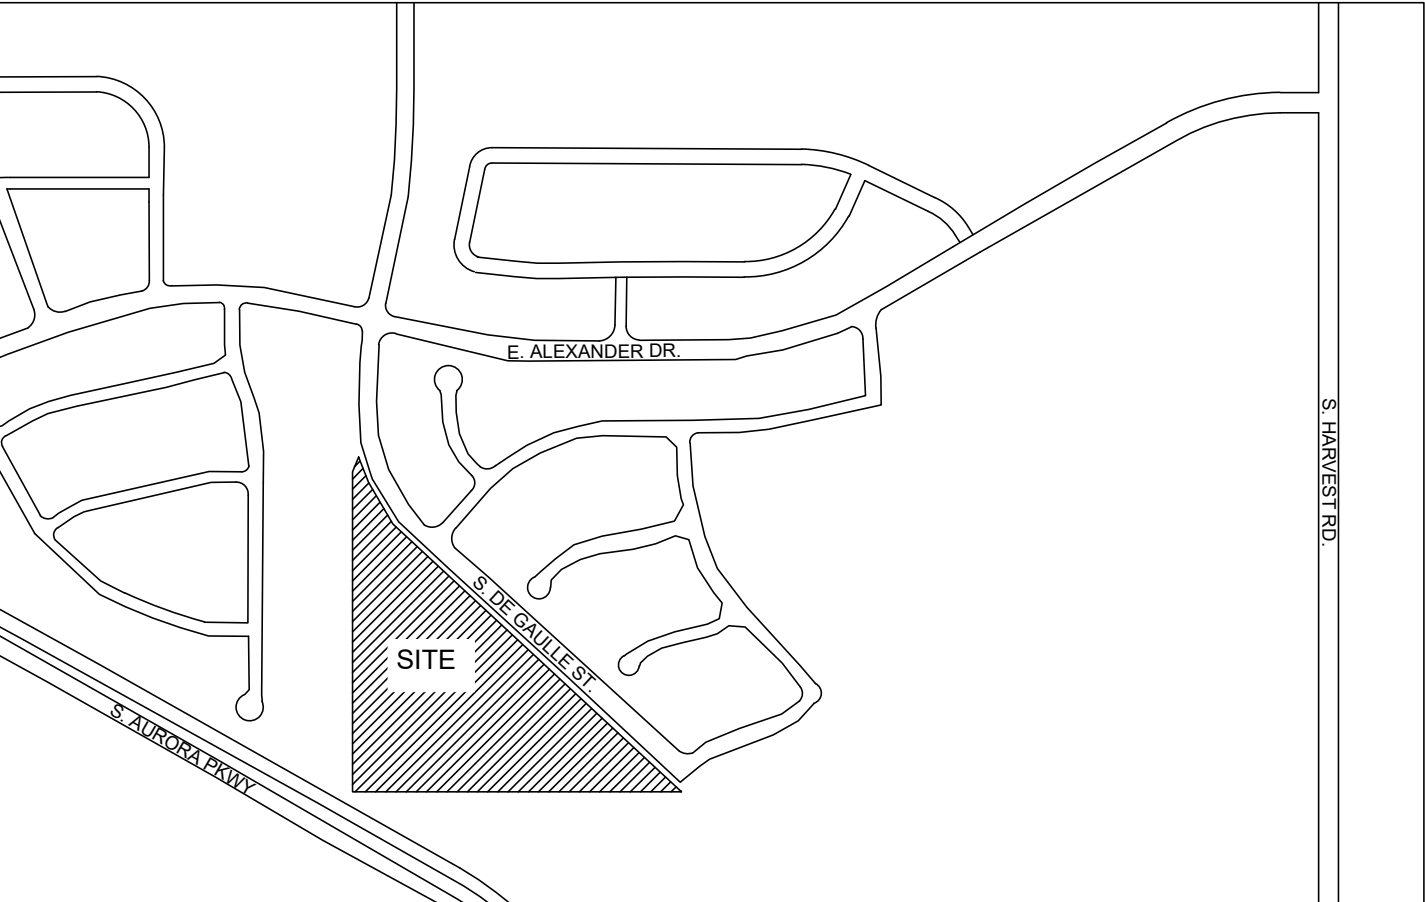 E. ALEXANDER DR.
S. HARVEST RD.
S. DE GAULLE ST.
SITE
S. AURORA PKWY